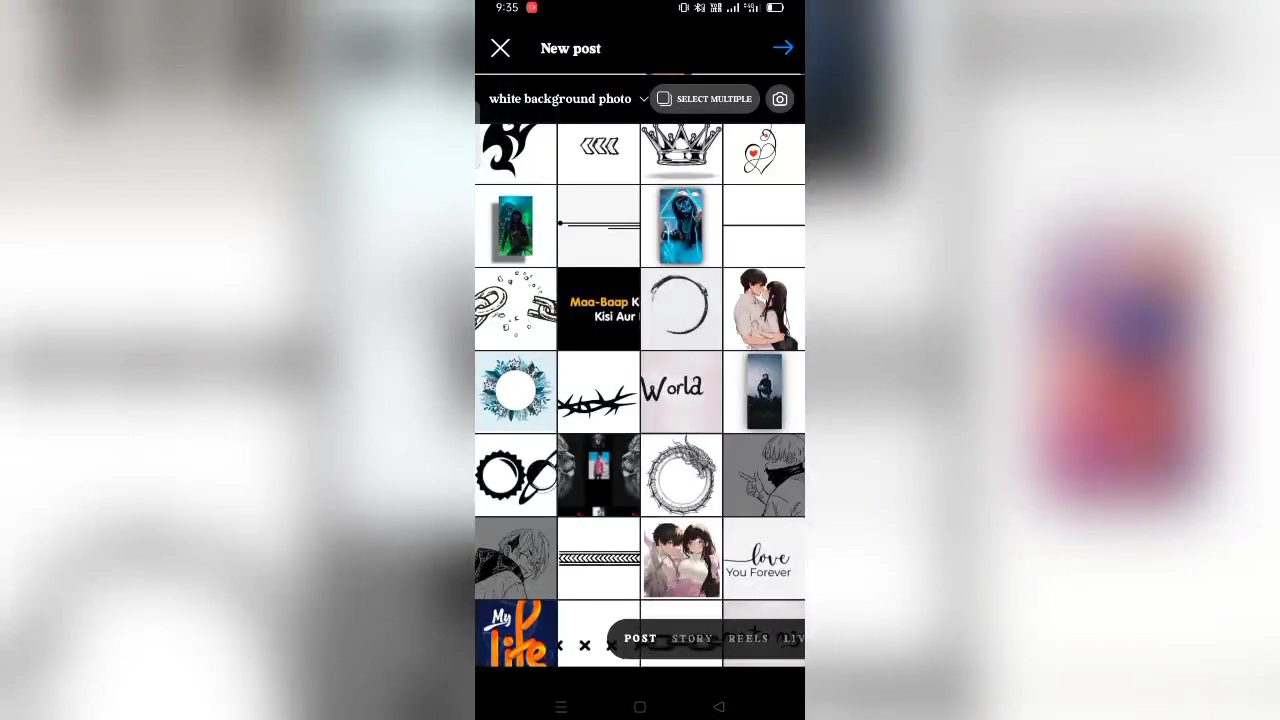 9:35
New post
white background photo
SELECT MULTIPLE
Maa-Baap K
Kisi Aur
World
love
You Forever
My
life
POST STORY REELS LIV